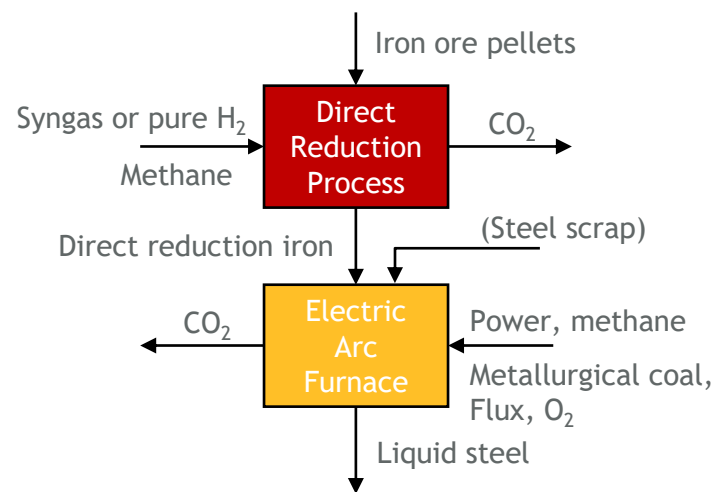 Iron ore pellets
Syngas or pure H₂
Methane
Direct
Reduction
Process
CO₂
Direct reduction iron
(Steel scrap)
CO₂
Electric
Arc
Furnace
Power, methane
Metallurgical coal,
Flux, O₂
Liquid steel